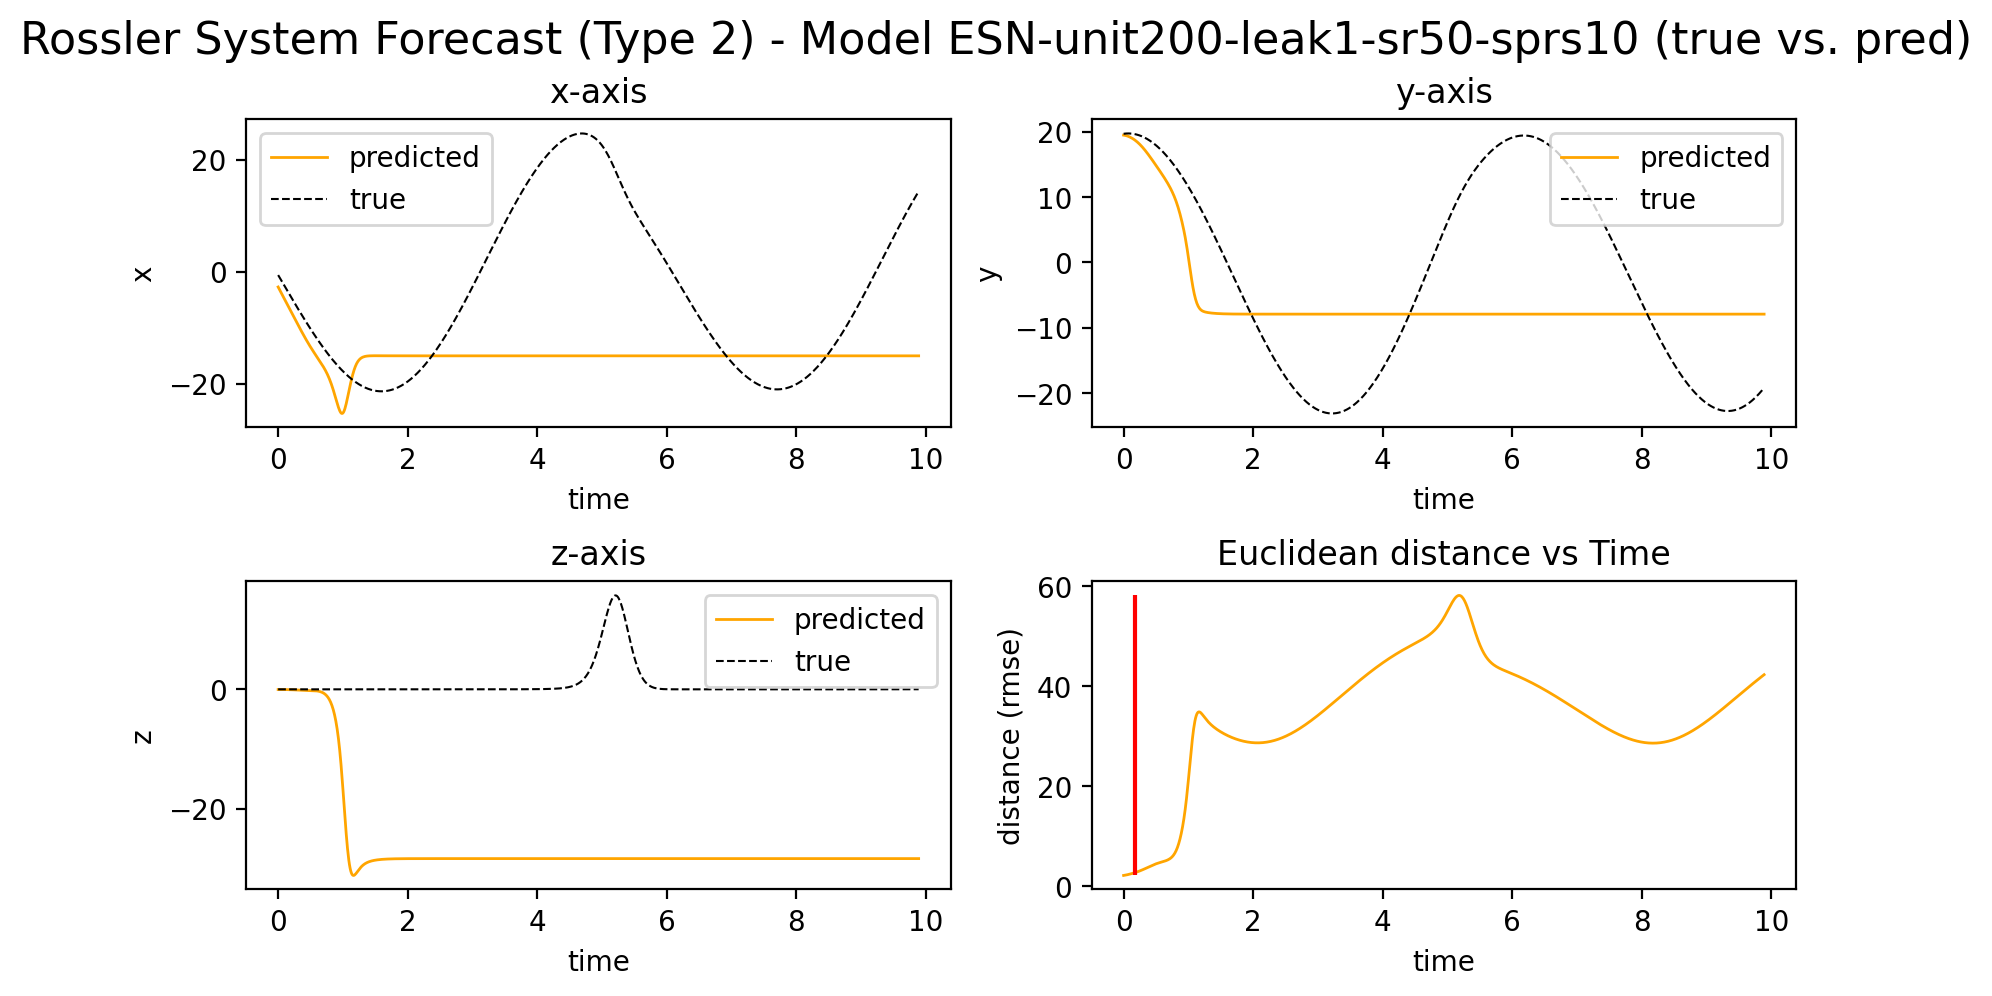 Rossler System Forecast (Type 2) - Model ESN-unit200-leak1-sr50-sprs10 (true vs. pred)
x-axis
predicted
true
20
0
−20
x
0 2 4 6 8 10
time
y-axis
predicted
true
20
10
0
−10
−20
y
0 2 4 6 8 10
time
z-axis
predicted
true
0
−20
z
0 2 4 6 8 10
time
Euclidean distance vs Time
60
40
20
0
distance (rmse)
0 2 4 6 8 10
time